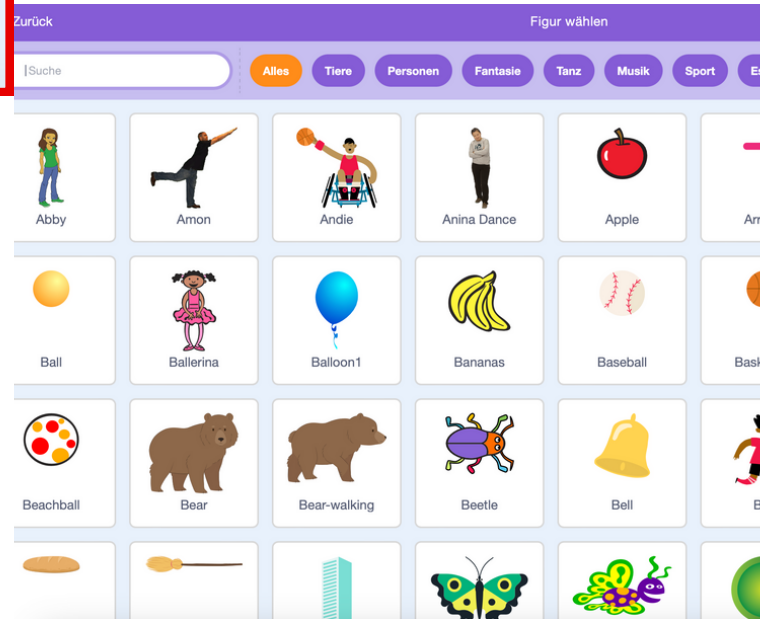 Zurück
Figur wählen
Suche
Alles
Tiere
Personen
Fantasie
Tanz
Musik
Sport
Abby
Amon
Andie
Anina Dance
Apple
Ball
Ballerina
Balloon1
Bananas
Baseball
Beachball
Bear
Bear-walking
Beetle
Bell